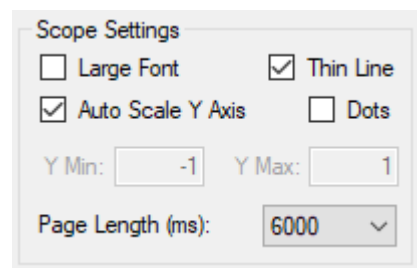 Scope Settings
Large Font Thin Line
Auto Scale Y Axis Dots
Y Min: -1 Y Max: 1
Page Length (ms): 6000